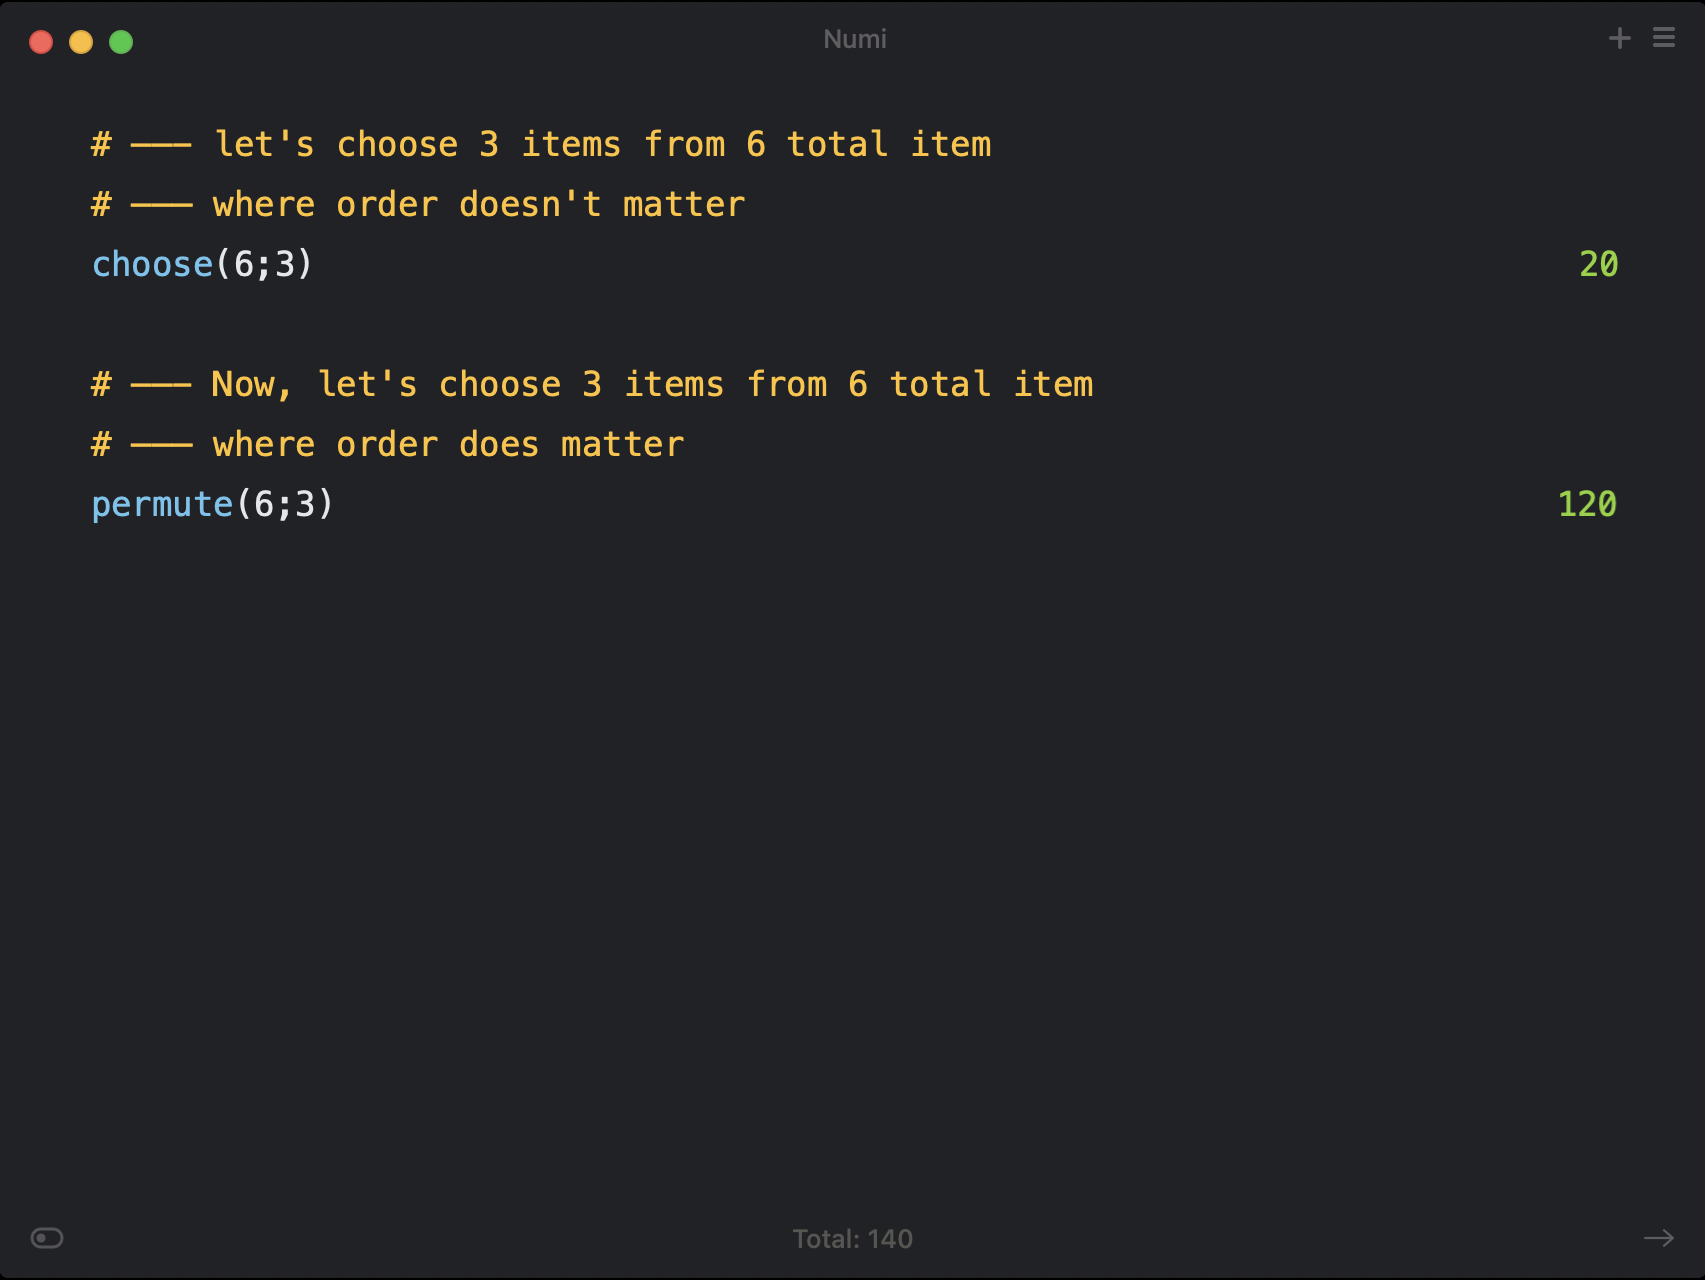 Numi
# ——— let's choose 3 items from 6 total item
# ——— where order doesn't matter
choose(6;3) 20
# ——— Now, let's choose 3 items from 6 total item
# ——— where order does matter
permute(6;3) 120
Total: 140